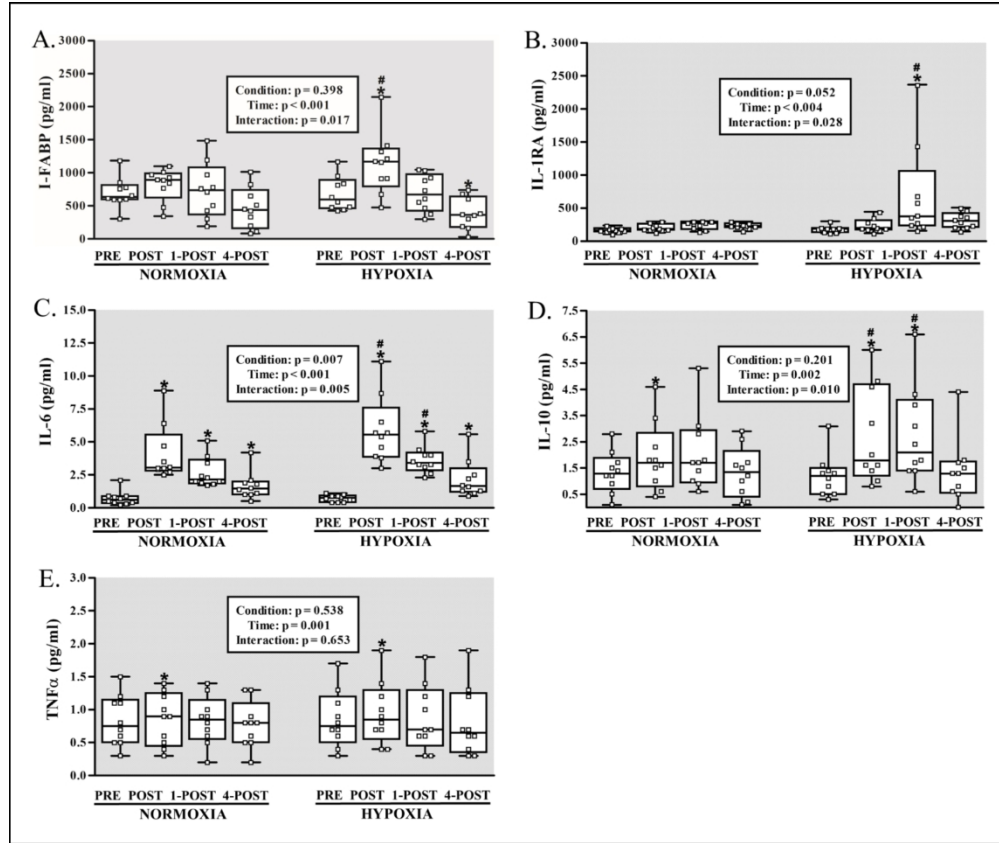 A.
I-FABP (pg/ml)
3000
2500
2000
1500
1000
500
0
Condition: p = 0.398
Time: p < 0.001
Interaction: p = 0.017
#
*
*
PRE POST 1-POST 4-POST PRE POST 1-POST 4-POST
NORMOXIA HYPOXIA
B.
IL-1RA (pg/ml)
3000
2500
2000
1500
1000
500
0
Condition: p = 0.052
Time: p < 0.004
Interaction: p = 0.028
#
*
PRE POST 1-POST 4-POST PRE POST 1-POST 4-POST
NORMOXIA HYPOXIA
C.
IL-6 (pg/ml)
15.0
12.5
10.0
7.5
5.0
2.5
0.0
Condition: p = 0.007
Time: p < 0.001
Interaction: p = 0.005
*
*
*
#
*
#
*
*
PRE POST 1-POST 4-POST PRE POST 1-POST 4-POST
NORMOXIA HYPOXIA
D.
IL-10 (pg/ml)
7.5
6.5
5.5
4.5
3.5
2.5
1.5
0.5
Condition: p = 0.201
Time: p = 0.002
Interaction: p = 0.010
*
#
*
#
*
PRE POST 1-POST 4-POST PRE POST 1-POST 4-POST
NORMOXIA HYPOXIA
E.
TNFα (pg/ml)
3.0
2.5
2.0
1.5
1.0
0.5
0.0
Condition: p = 0.538
Time: p = 0.001
Interaction: p = 0.653
*
*
PRE POST 1-POST 4-POST PRE POST 1-POST 4-POST
NORMOXIA HYPOXIA